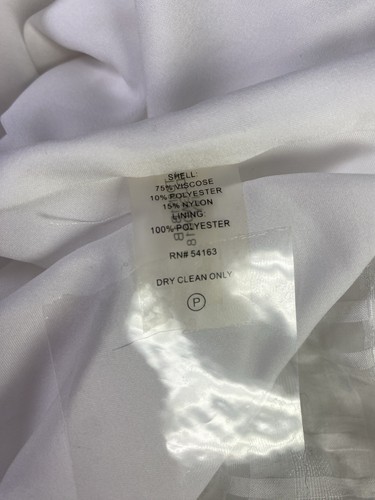 SHELL:
75% VISCOSE
10% POLYESTER
15% NYLON
LINING:
100% POLYESTER
RN# 54163
DRY CLEAN ONLY
P